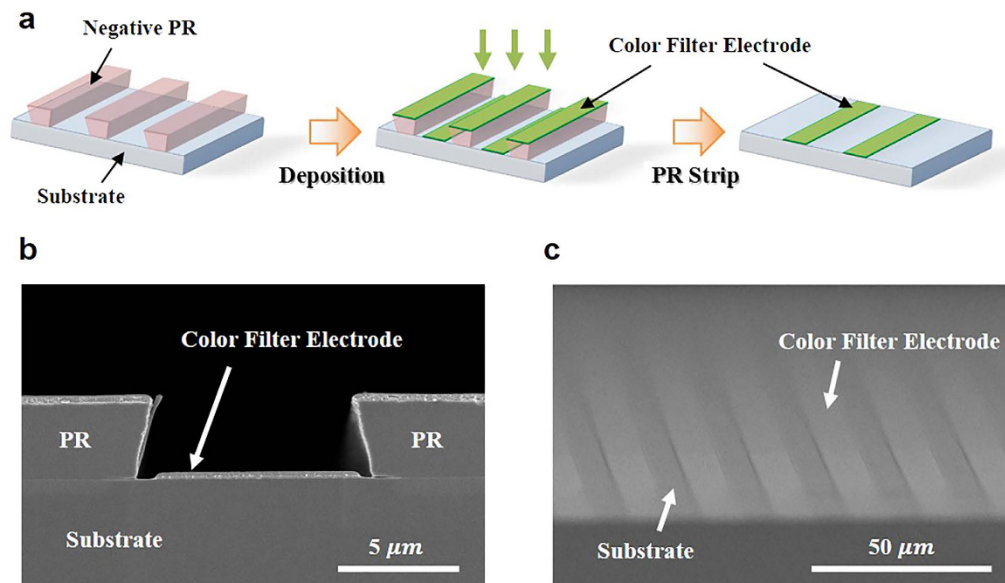 a
Negative PR
Color Filter Electrode
Deposition
PR Strip
Substrate
b
Color Filter Electrode
PR
PR
Substrate
5 μm
c
Color Filter Electrode
Substrate
50 μm